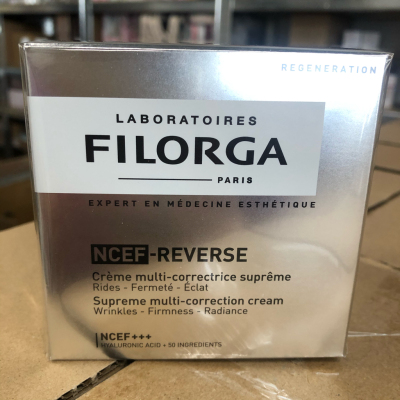 REGENERATION
LABORATOIRES
FILORGA
PARIS
EXPERT EN MÉDECINE ESTHÉTIQUE
NCEF-REVERSE
Crème multi-correctrice suprême
Rides - Fermeté - Éclat
Supreme multi-correction cream
Wrinkles - Firmness - Radiance
NCEF+++
HYALURONIC ACID + 50 INGREDIENTS